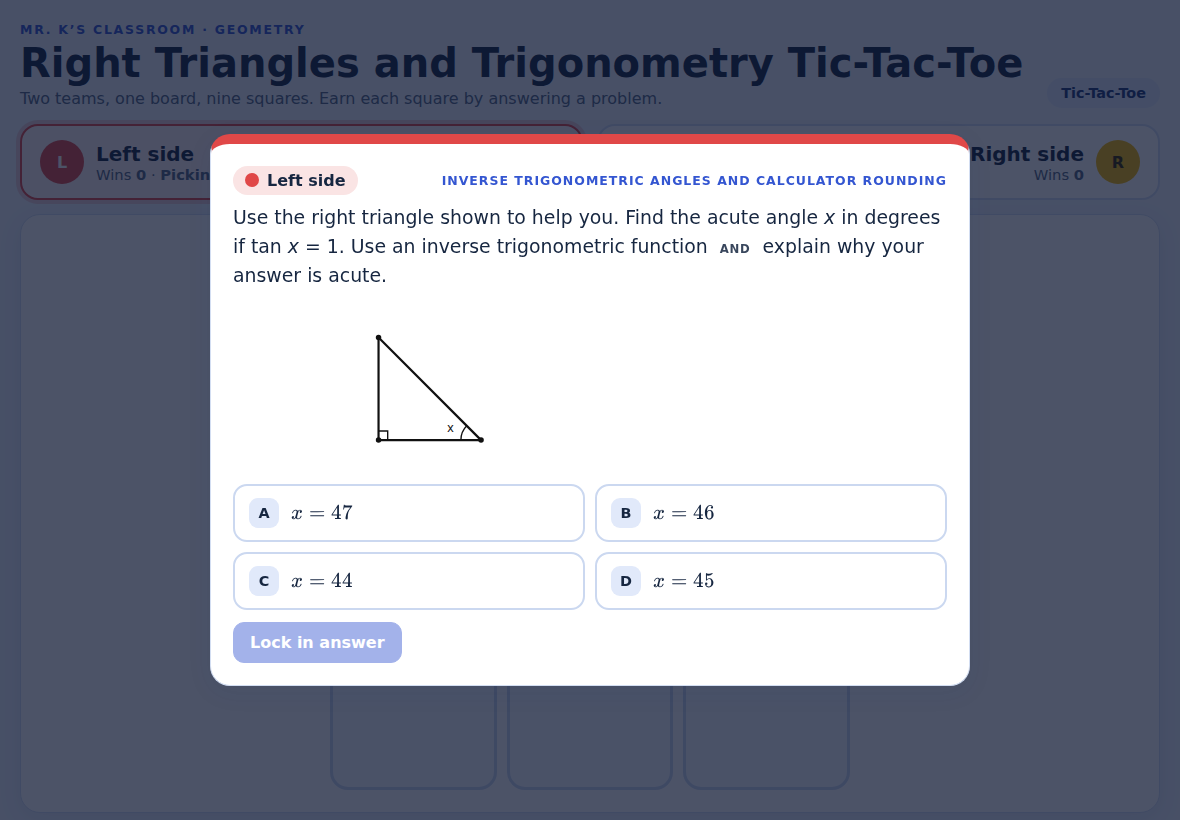 MR. K’S CLASSROOM · GEOMETRY
Right Triangles and Trigonometry Tic-Tac-Toe
Two teams, one board, nine squares. Earn each square by answering a problem.
Tic-Tac-Toe
L
Left side
Wins 0 · Pickin
Right side
Wins 0
R
Left side
INVERSE TRIGONOMETRIC ANGLES AND CALCULATOR ROUNDING
Use the right triangle shown to help you. Find the acute angle x in degrees
if tan x = 1. Use an inverse trigonometric function AND explain why your
answer is acute.
x
A x = 47
B x = 46
C x = 44
D x = 45
Lock in answer